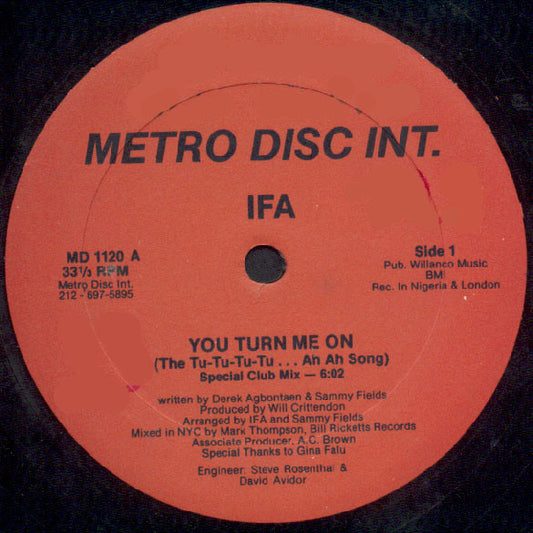 METRO DISC INT.
IFA
MD 1120 A
33 1/3 RPM
Metro Disc Int.
212 - 697-5895
Side 1
Pub. Willanco Music
BMI
Rec. In Nigeria & London
YOU TURN ME ON
(The Tu-Tu-Tu-Tu . . . An Ah Song)
Special Club Mix — 6:02
written by Derek Agbontaen & Sammy Fields
Produced by Will Crittendon
Arranged by IFA and Sammy Fields
Mixed in NYC by Mark Thompson, Bill Ricketts Records
Associate Producer, A.C. Brown
Special Thanks to Gina Falu
Engineer: Steve Rosenthal &
David Avidor